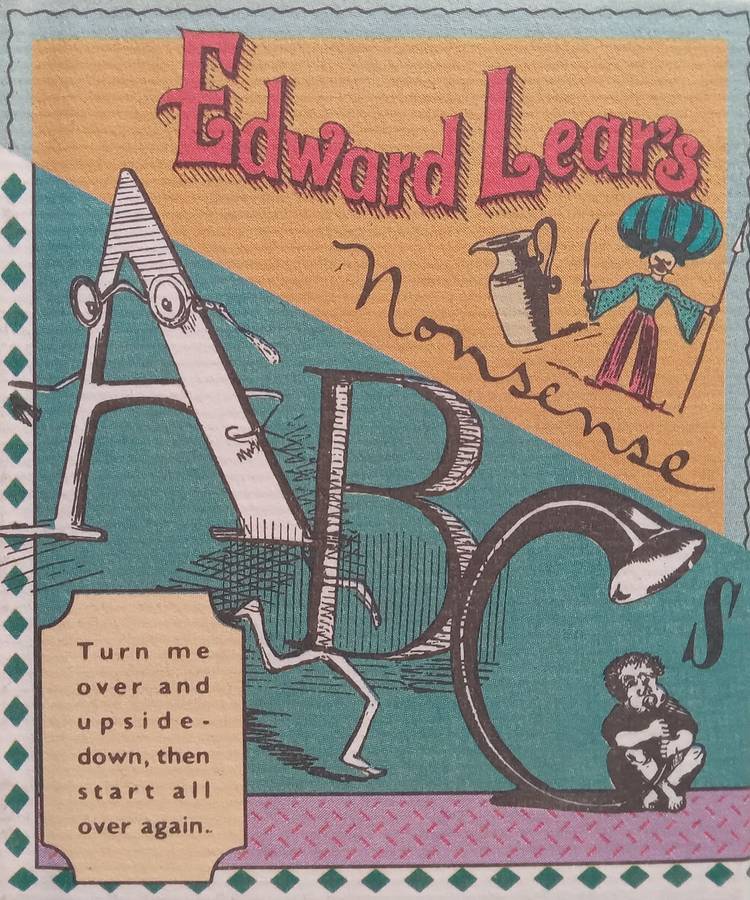 Edward Lear's
Nonsense
ABCs
Turn me
over and
upside-
down, then
start all
over again.